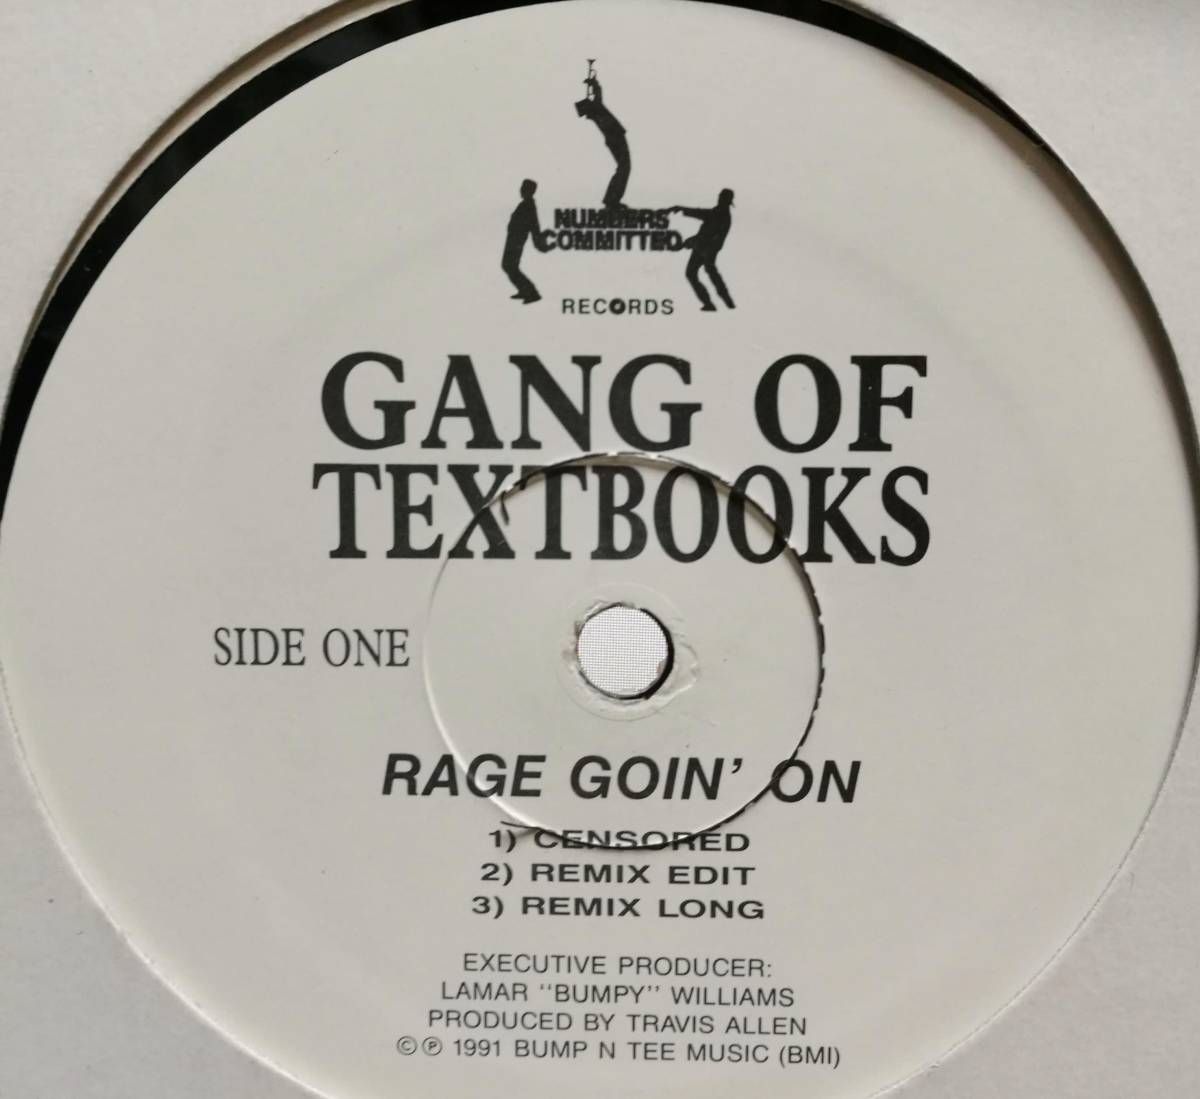 NUMBERS
COMMITTED
RECORDS
GANG OF
TEXTBOOKS
SIDE ONE
RAGE GOIN' ON
1) CENSORED
2) REMIX EDIT
3) REMIX LONG
EXECUTIVE PRODUCER:
LAMAR "BUMPY" WILLIAMS
PRODUCED BY TRAVIS ALLEN
©℗ 1991 BUMP N TEE MUSIC (BMI)